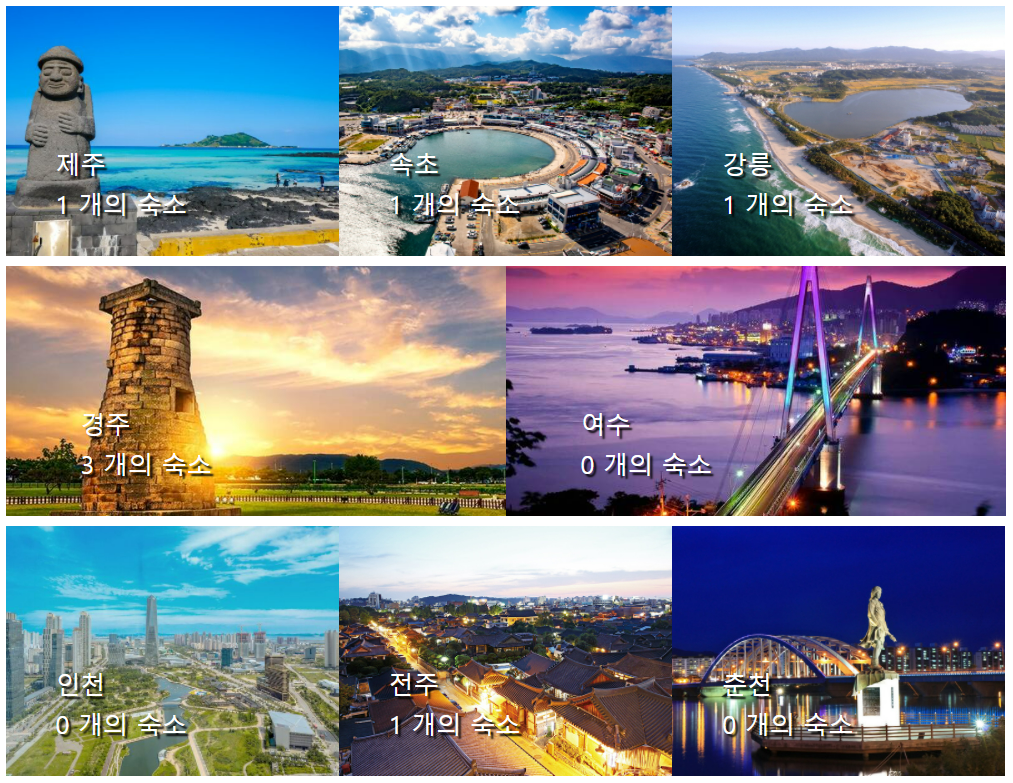 제주
1 개의 숙소
속초
1 개의 숙소
강릉
1 개의 숙소
경주
3 개의 숙소
여수
0 개의 숙소
인천
0 개의 숙소
전주
1 개의 숙소
춘천
0 개의 숙소